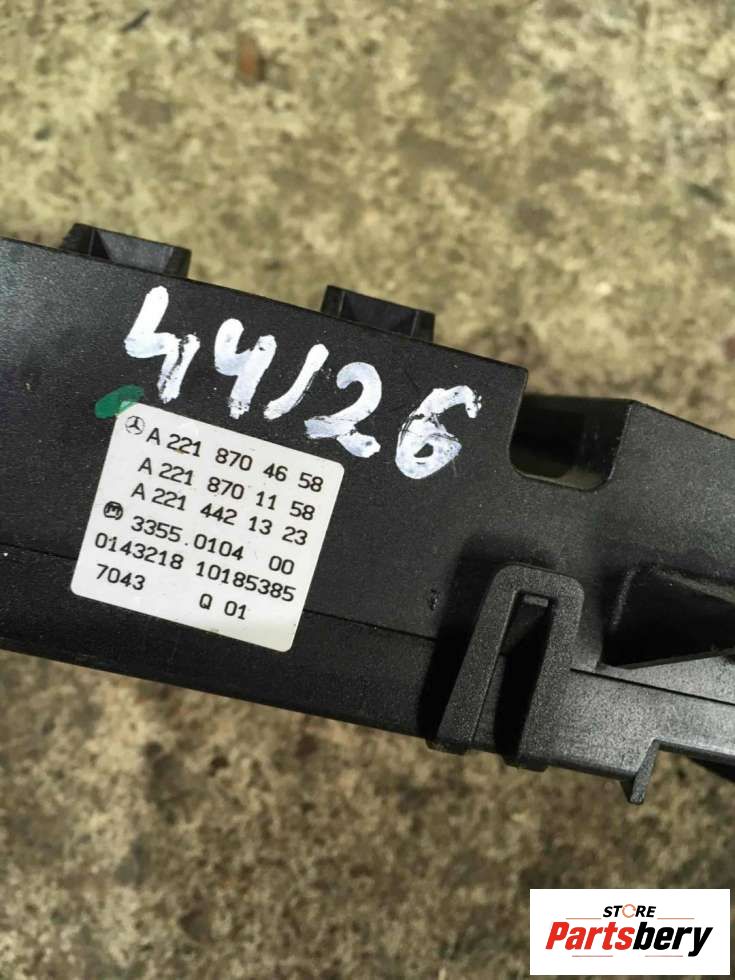 44126
A 221 870 46 58
A 221 870 11 58
A 221 442 13 23
M 3355.0104 00
0143218 10185385
7043 Q 01
STORE
Partsbery